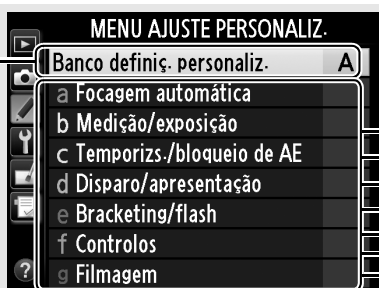 MENU AJUSTE PERSONALIZ.
Banco definiç. personaliz. A
a Focagem automática
b Medição/exposição
c Temporizs./bloqueio de AE
d Disparo/apresentação
e Bracketing/flash
f Controlos
g Filmagem
?